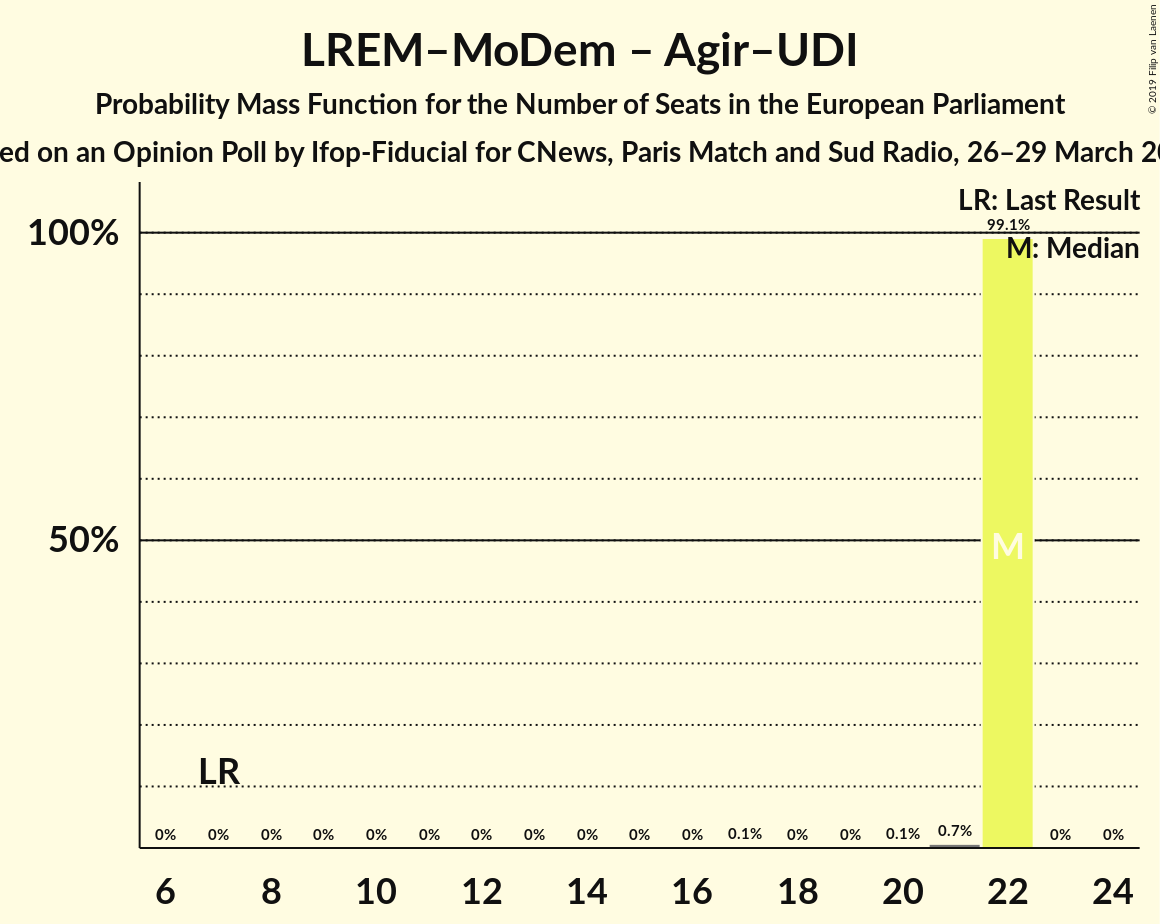 LREM–MoDem – Agir–UDI
Probability Mass Function for the Number of Seats in the European Parliament
ed on an Opinion Poll by Ifop-Fiducial for CNews, Paris Match and Sud Radio, 26–29 March 20
© 2019 Filip van Laenen
LR: Last Result
M: Median
100%
50%
99.1%
M
LR
0% 0% 0% 0% 0% 0% 0% 0% 0% 0% 0% 0.1% 0% 0% 0.1% 0.7% 0% 0%
6 8 10 12 14 16 18 20 22 24